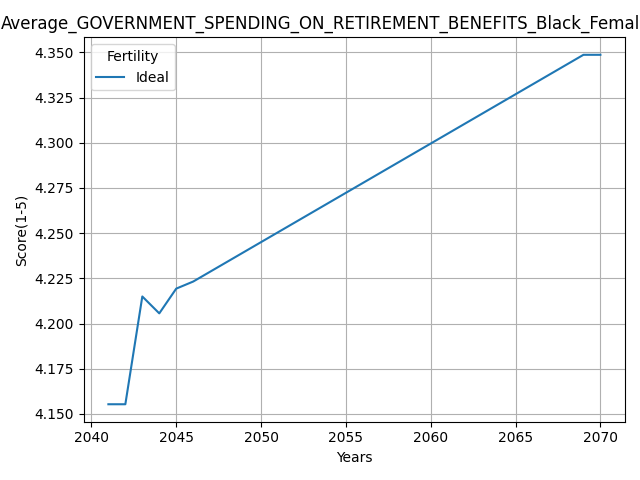 Average_GOVERNMENT_SPENDING_ON_RETIREMENT_BENEFITS_Black_Femal
Fertility
Ideal
Score(1-5)
4.350
4.325
4.300
4.275
4.250
4.225
4.200
4.175
4.150
2040 2045 2050 2055 2060 2065 2070
Years